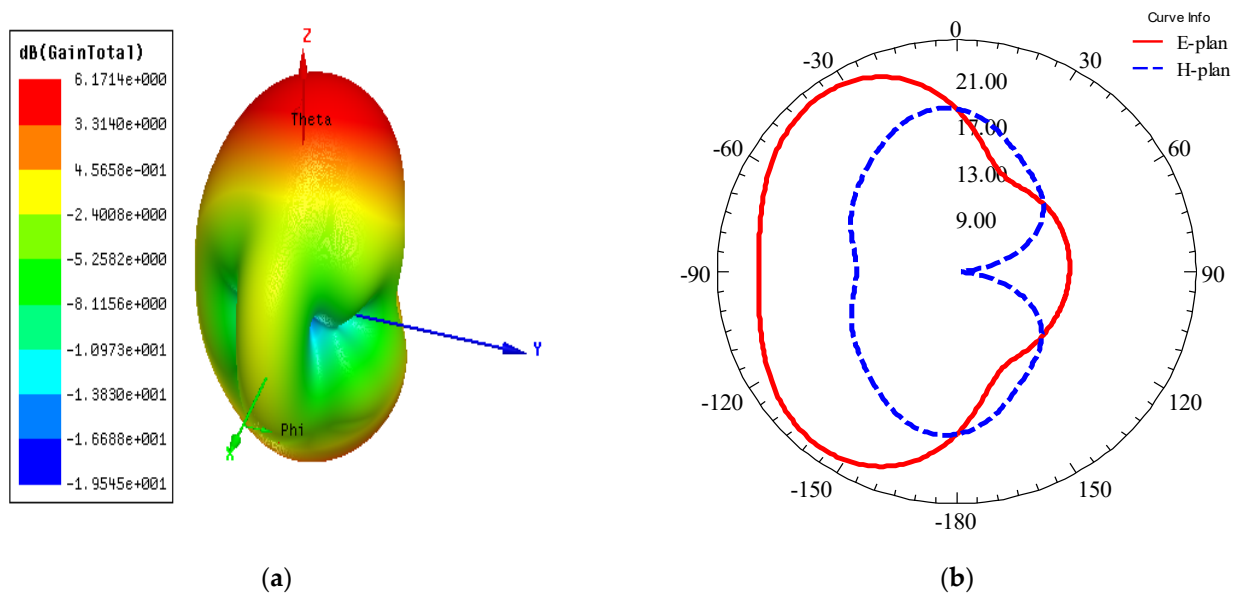 dB(GainTotal)
6.1714e+000
3.3140e+000
4.5658e-001
-2.4008e+000
-5.2582e+000
-8.1156e+000
-1.0973e+001
-1.3830e+001
-1.6688e+001
-1.9545e+001
Z
Theta
Y
Phi
X
Curve Info
E-plan
H-plan
0
30
60
90
120
150
-180
-150
-120
-90
-60
-30
21.00
17.00
13.00
9.00
(a)
(b)